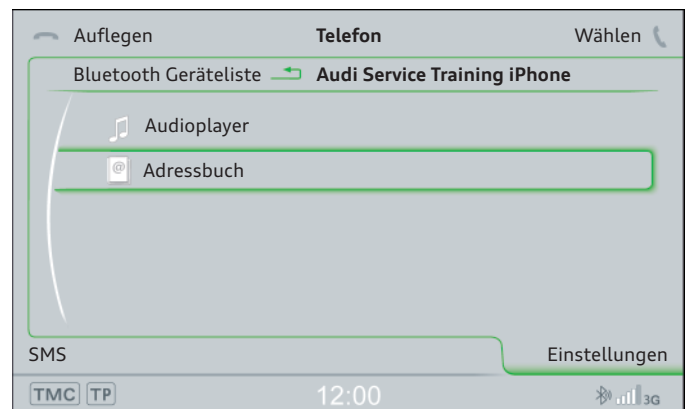 Auflegen Telefon Wählen
Bluetooth Geräteliste Audi Service Training iPhone
Audioplayer
@ Adressbuch
SMS Einstellungen
TMC TP 12:00 3G